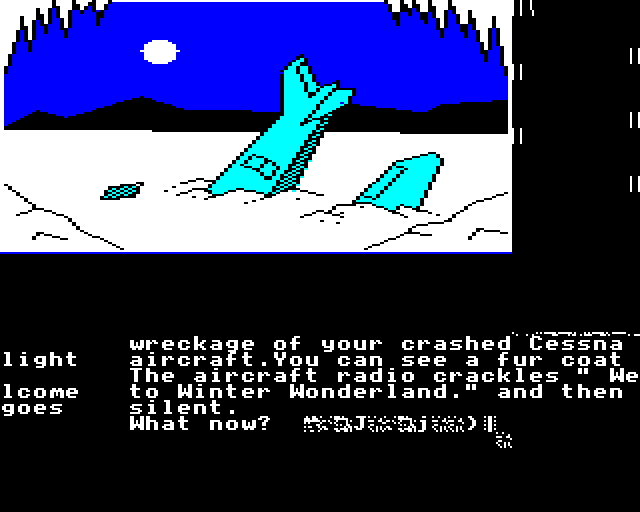 wreckage of your crashed Cessna
light aircraft.You can see a fur coat
The aircraft radio crackles " We
lcome to Winter Wonderland." and then
goes silent.
What now?